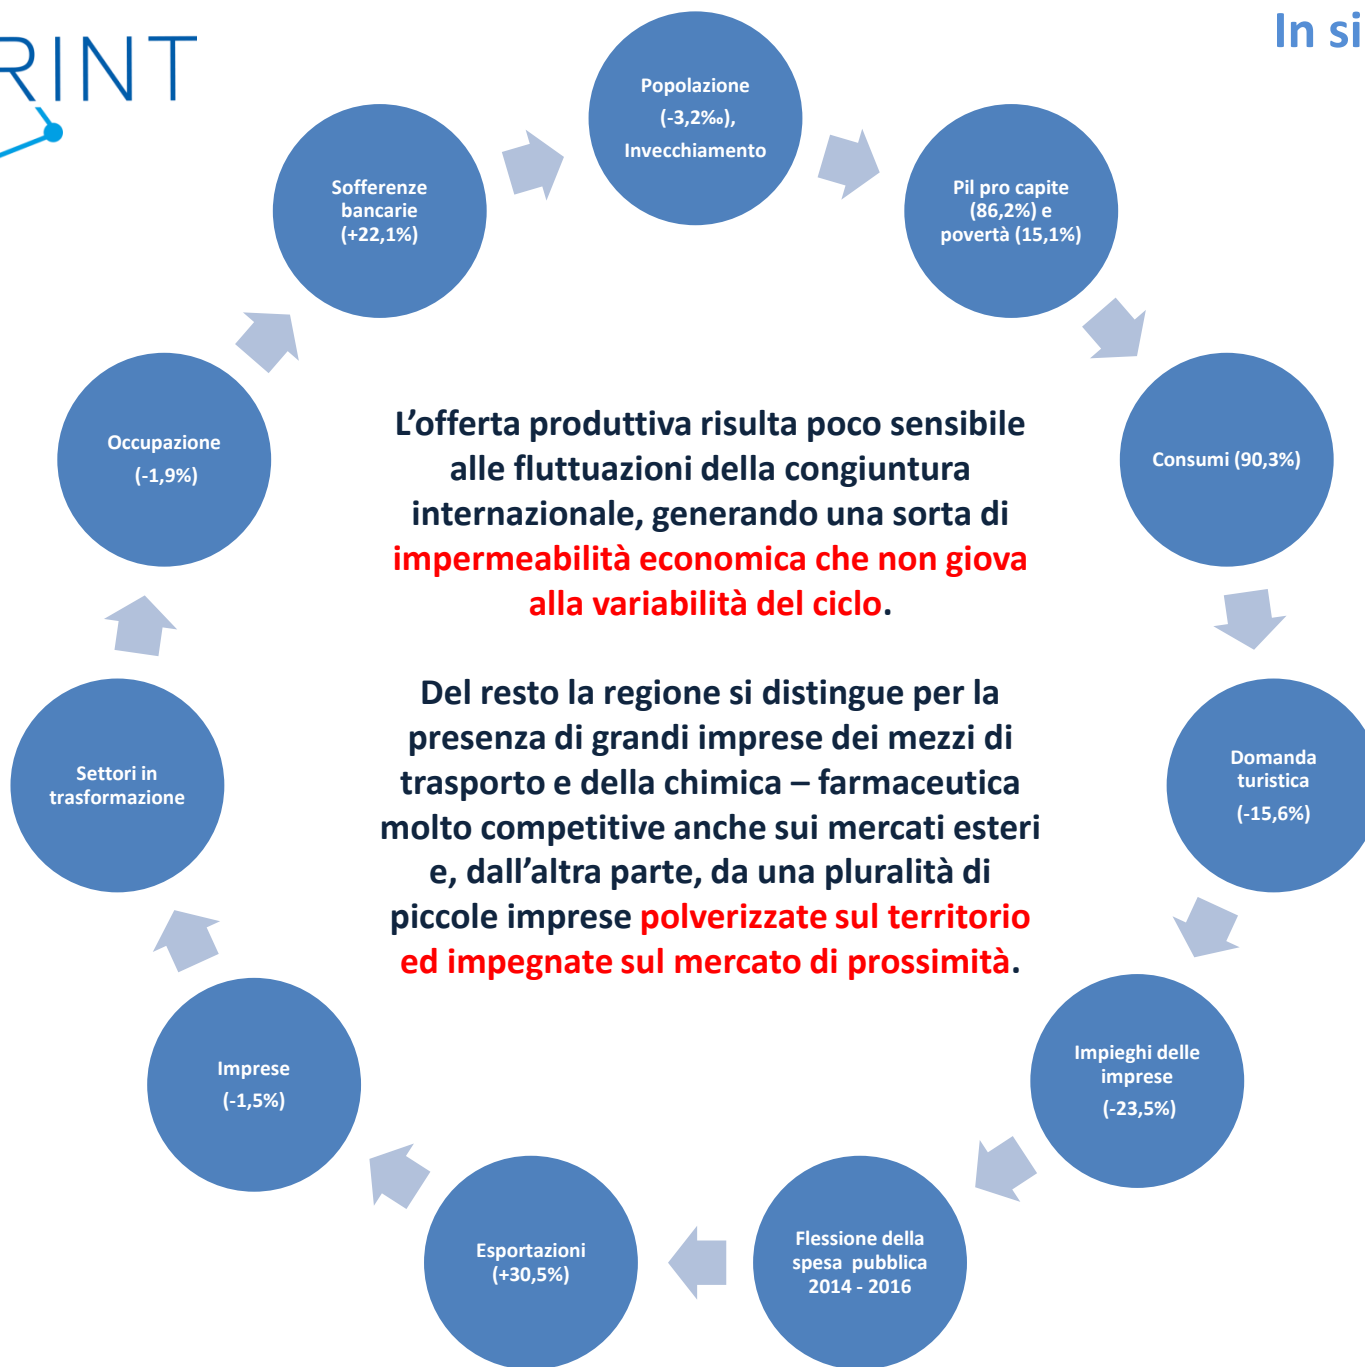 RINT
In si
Popolazione
(-3,2‰),
Invecchiamento
Pil pro capite
(86,2%) e
povertà (15,1%)
Consumi (90,3%)
Domanda
turistica
(-15,6%)
Impieghi delle
imprese
(-23,5%)
Flessione della
spesa pubblica
2014 - 2016
Esportazioni
(+30,5%)
Imprese
(-1,5%)
Settori in
trasformazione
Occupazione
(-1,9%)
Sofferenze
bancarie
(+22,1%)
L’offerta produttiva risulta poco sensibile
alle fluttuazioni della congiuntura
internazionale, generando una sorta di
impermeabilità economica che non giova
alla variabilità del ciclo.
Del resto la regione si distingue per la
presenza di grandi imprese dei mezzi di
trasporto e della chimica – farmaceutica
molto competitive anche sui mercati esteri
e, dall’altra parte, da una pluralità di
piccole imprese polverizzate sul territorio
ed impegnate sul mercato di prossimità.